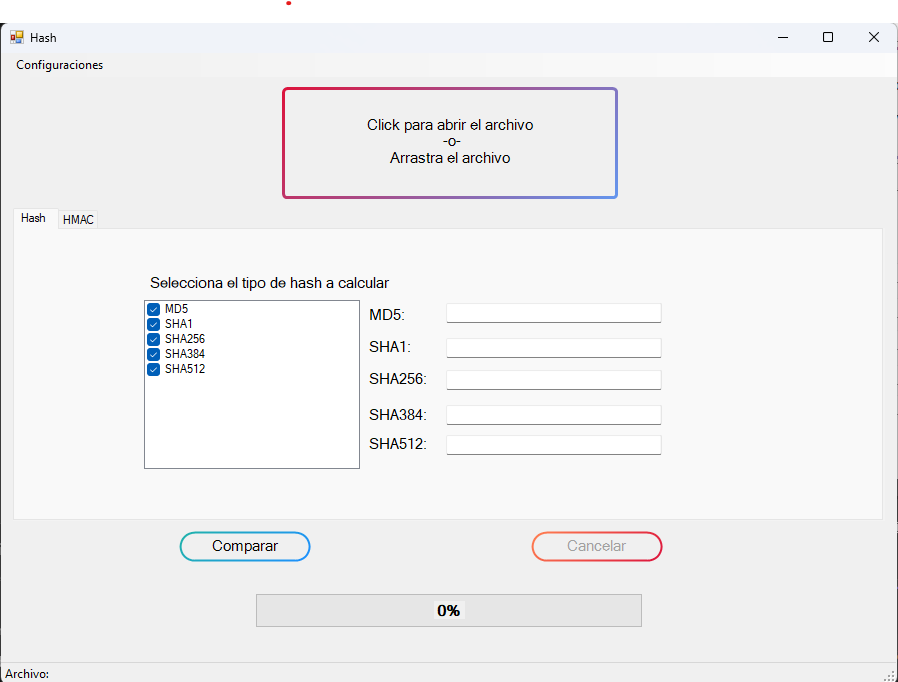 Hash
Configuraciones
Click para abrir el archivo
-o-
Arrastra el archivo
Hash
HMAC
Selecciona el tipo de hash a calcular
MD5
SHA1
SHA256
SHA384
SHA512
MD5:
SHA1:
SHA256:
SHA384:
SHA512:
Comparar
Cancelar
0%
Archivo: